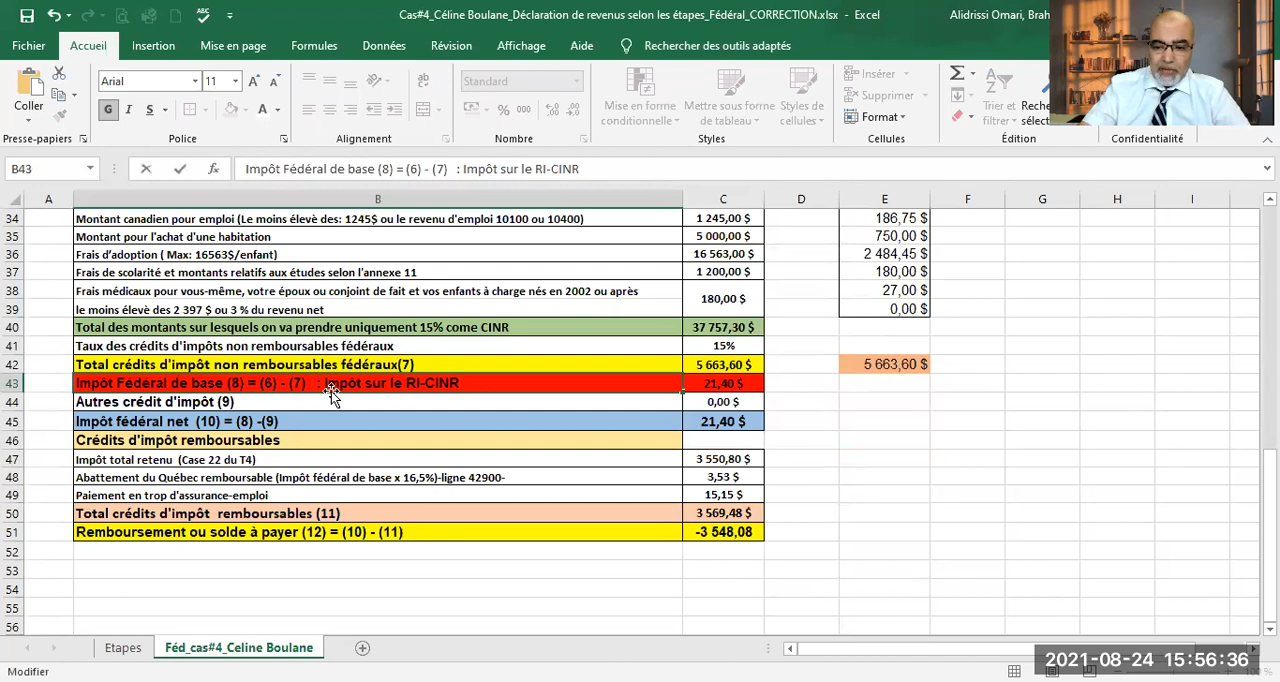 Cas#4_Céline Boulane_Déclaration de revenus selon les étapes_Fédéral_CORRECTION.xlsx - Excel
Alidrissi Omari, Brah
Fichier Accueil Insertion Mise en page Formules Données Révision Affichage Aide Rechercher des outils adaptés
Coller
Arial 11
G I S
Standard
% 000
Mise en forme conditionnelle
Mettre sous forme de tableau
Styles de cellules
Insérer
Supprimer
Format
Trier et filtrer
Presse-papiers Police Alignement Nombre Styles Cellules Édition Confidentialité
B43 Impôt Fédéral de base (8) = (6) - (7) : Impôt sur le RI-CINR
A B C D E F G H I
34 Montant canadien pour emploi (Le moins élevè des: 1245$ ou le revenu d'emploi 10100 ou 10400) 1 245,00 $ 186,75 $
35 Montant pour l'achat d'une habitation 5 000,00 $ 750,00 $
36 Frais d'adoption ( Max: 16563$/enfant) 16 563,00 $ 2 484,45 $
37 Frais de scolarité et montants relatifs aux études selon l'annexe 11 1 200,00 $ 180,00 $
38 Frais médicaux pour vous-même, votre époux ou conjoint de fait et vos enfants à charge nés en 2002 ou après 180,00 $ 27,00 $
39 le moins élevè des 2 397 $ ou 3 % du revenu net 0,00 $
40 Total des montants sur lesquels on va prendre uniquement 15% come CINR 37 757,30 $
41 Taux des crédits d'impôt non remboursables fédéraux 15%
42 Total crédits d'impôt non remboursables fédéraux(7) 5 663,60 $ 5 663,60 $
43 Impôt Fédéral de base (8) = (6) - (7) : Impôt sur le RI-CINR 21,40 $
44 Autres crédit d'impôt (9) 0,00 $
45 Impôt fédéral net (10) = (8) -(9) 21,40 $
46 Crédits d'impôt remboursables
47 Impôt total retenu (Case 22 du T4) 3 550,80 $
48 Abattement du Québec remboursable (Impôt fédéral de base x 16,5%)-ligne 42900- 3,53 $
49 Paiement en trop d'assurance-emploi 15,15 $
50 Total crédits d'impôt remboursables (11) 3 569,48 $
51 Remboursement ou solde à payer (12) = (10) - (11) -3 548,08
52
53
54
55
56
Etapes Féd_cas#4_Celine Boulane
Modifier
2021-08-24 15:56:36